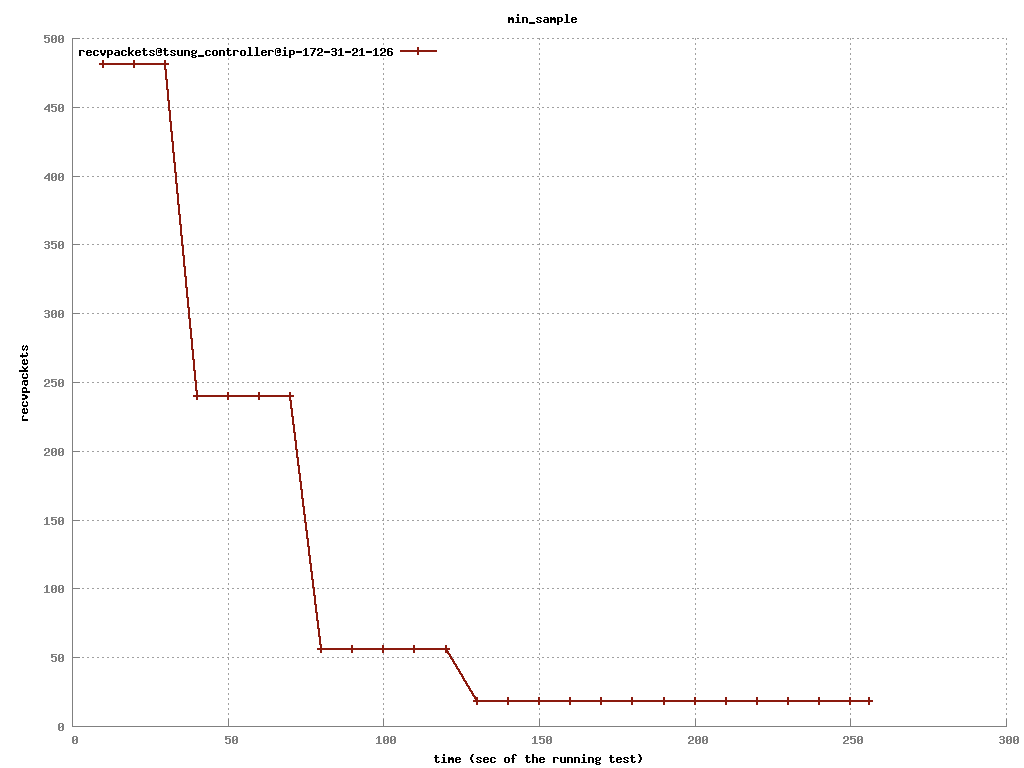 min_sample
500
recvpackets@tsung_controller@ip-172-31-21-126
450
400
350
300
250
200
150
100
50
0
recvpackets
0 50 100 150 200 250 300
time (sec of the running test)